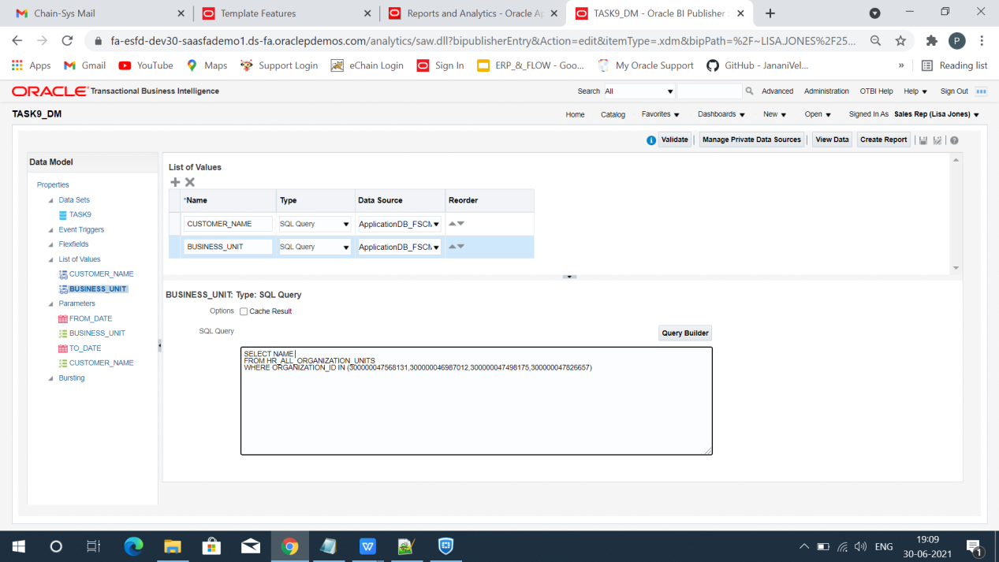 Chain-Sys Mail
Template Features
Reports and Analytics - Oracle Ap
TASK9_DM - Oracle BI Publisher
fa-esfd-dev30-saasfademo1.ds-fa.oraclepdemos.com/analytics/saw.dll?bipublisherEntry&Action=edit&itemType=.xdm&bipPath=%2F~LISAJONES%2F25...
P
Apps
Gmail
YouTube
Maps
Support Login
eChain Login
Sign In
ERP_&_FLOW - Goo...
My Oracle Support
GitHub - JananiVel...
»
Reading list
ORACLE Transactional Business Intelligence
Search All
Advanced
Administration
OTBI Help
Help
Sign Out
TASK9_DM
Home
Catalog
Favorites
Dashboards
New
Open
Signed In As Sales Rep (Lisa Jones)
Validate
Manage Private Data Sources
View Data
Create Report
Data Model
Properties
Data Sets
TASK9
Event Triggers
Flexfields
List of Values
CUSTOMER_NAME
BUSINESS_UNIT
Parameters
FROM_DATE
BUSINESS_UNIT
TO_DATE
CUSTOMER_NAME
Bursting
List of Values
*Name Type Data Source Reorder
CUSTOMER_NAME SQL Query ApplicationDB_FSCM
BUSINESS_UNIT SQL Query ApplicationDB_FSCM
BUSINESS_UNIT: Type: SQL Query
Options Cache Result
SQL Query
Query Builder
SELECT NAME
FROM HR_ALL_ORGANIZATION_UNITS
WHERE ORGANIZATION_ID IN (300000047568131,300000046987012,300000047498175,300000047826657)
ENG
19:09
30-06-2021
1